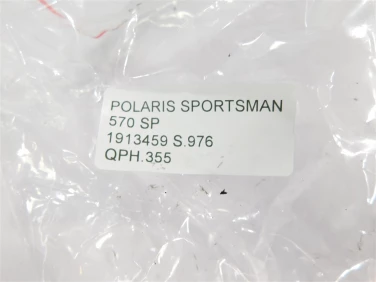 POLARIS SPORTSMAN
570 SP
1913459 S.976
QPH.355